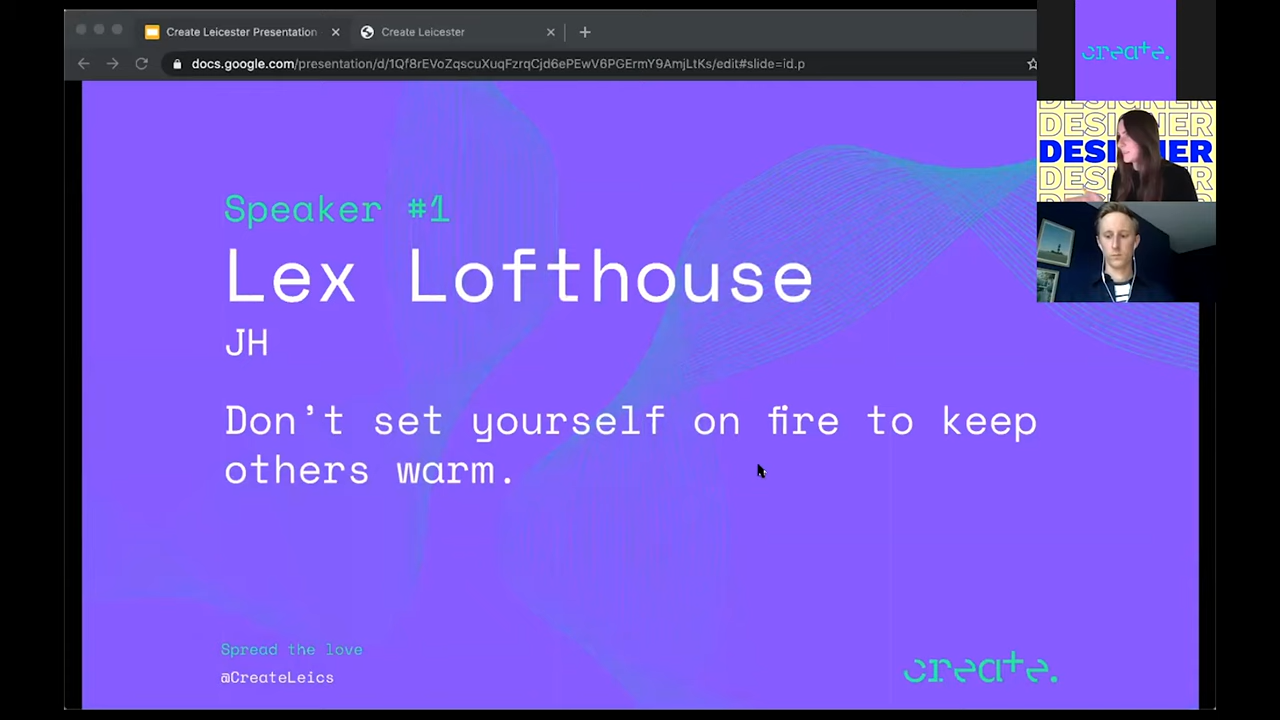 Create Leicester Presentation
Create Leicester
docs.google.com/presentation/d/1Qf8rEVoZqscuXuqFzrqCjd6ePEwV6PGErmY9AmjLtKs/edit#slide=id.p
create.
DESIGNER
DESIGNER
DESIGNER
DESIGNER
DESIGNER
Speaker #1
Lex Lofthouse
JH
Don't set yourself on fire to keep
others warm.
Spread the love
@CreateLeics
create.